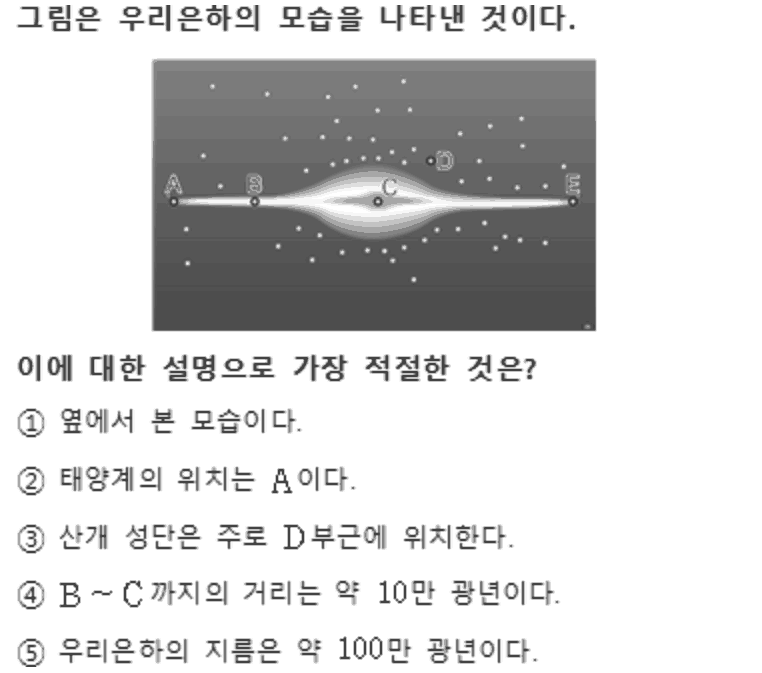 그림은 우리은하의 모습을 나타낸 것이다.
A B C D E
이에 대한 설명으로 가장 적절한 것은?
① 옆에서 본 모습이다.
② 태양계의 위치는 A이다.
③ 산개 성단은 주로 D부근에 위치한다.
④ B ~ C까지의 거리는 약 10만 광년이다.
⑤ 우리은하의 지름은 약 100만 광년이다.